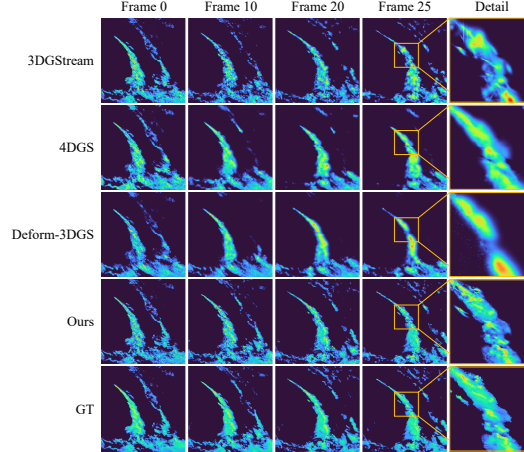 Frame 0 Frame 10 Frame 20 Frame 25 Detail
3DGStream
4DGS
Deform-3DGS
Ours
GT